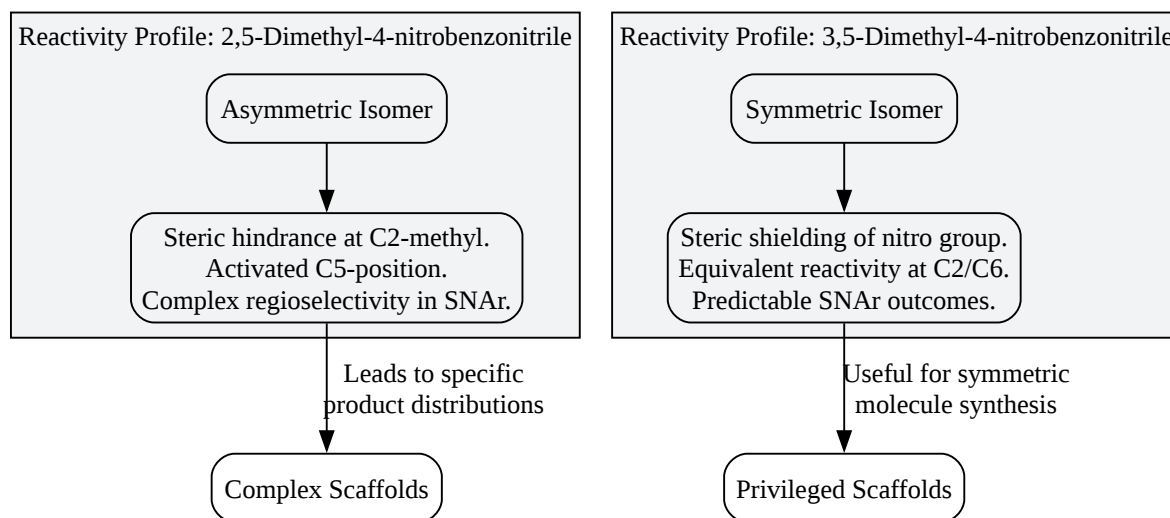 Reactivity Profile: 2,5-Dimethyl-4-nitrobenzonitrile
Asymmetric Isomer
Steric hindrance at C2-methyl.
Activated C5-position.
Complex regioselectivity in SNAr.
Leads to specific
product distributions
Complex Scaffolds
Reactivity Profile: 3,5-Dimethyl-4-nitrobenzonitrile
Symmetric Isomer
Steric shielding of nitro group.
Equivalent reactivity at C2/C6.
Predictable SNAr outcomes.
Useful for symmetric
molecule synthesis
Privileged Scaffolds